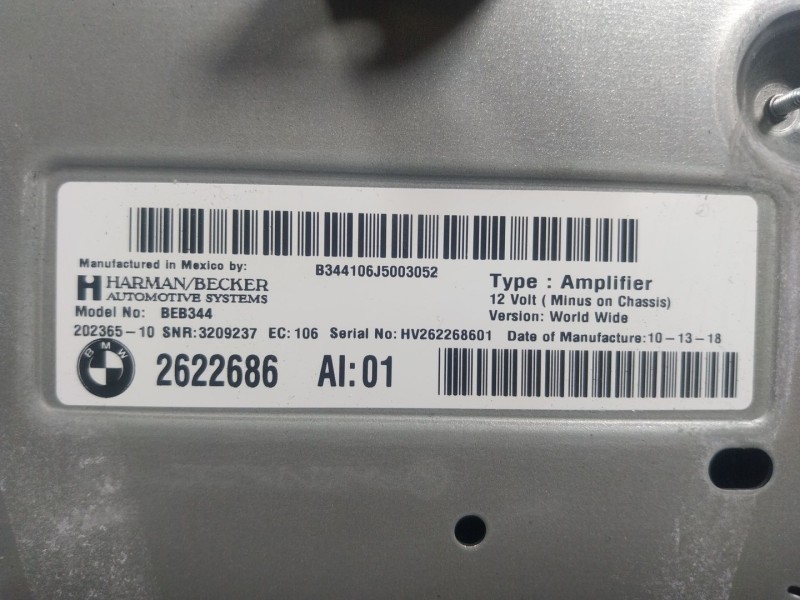 B344106J5003052
Manufactured in Mexico by:
HARMAN/BECKER
AUTOMOTIVE SYSTEMS
Type : Amplifier
12 Volt ( Minus on Chassis)
Model No: BEB344
Version: World Wide
202365-10 SNR:3209237 EC: 106 Serial No: HV262268601 Date of Manufacture: 10-13-18
BMW 2622686 AI:01